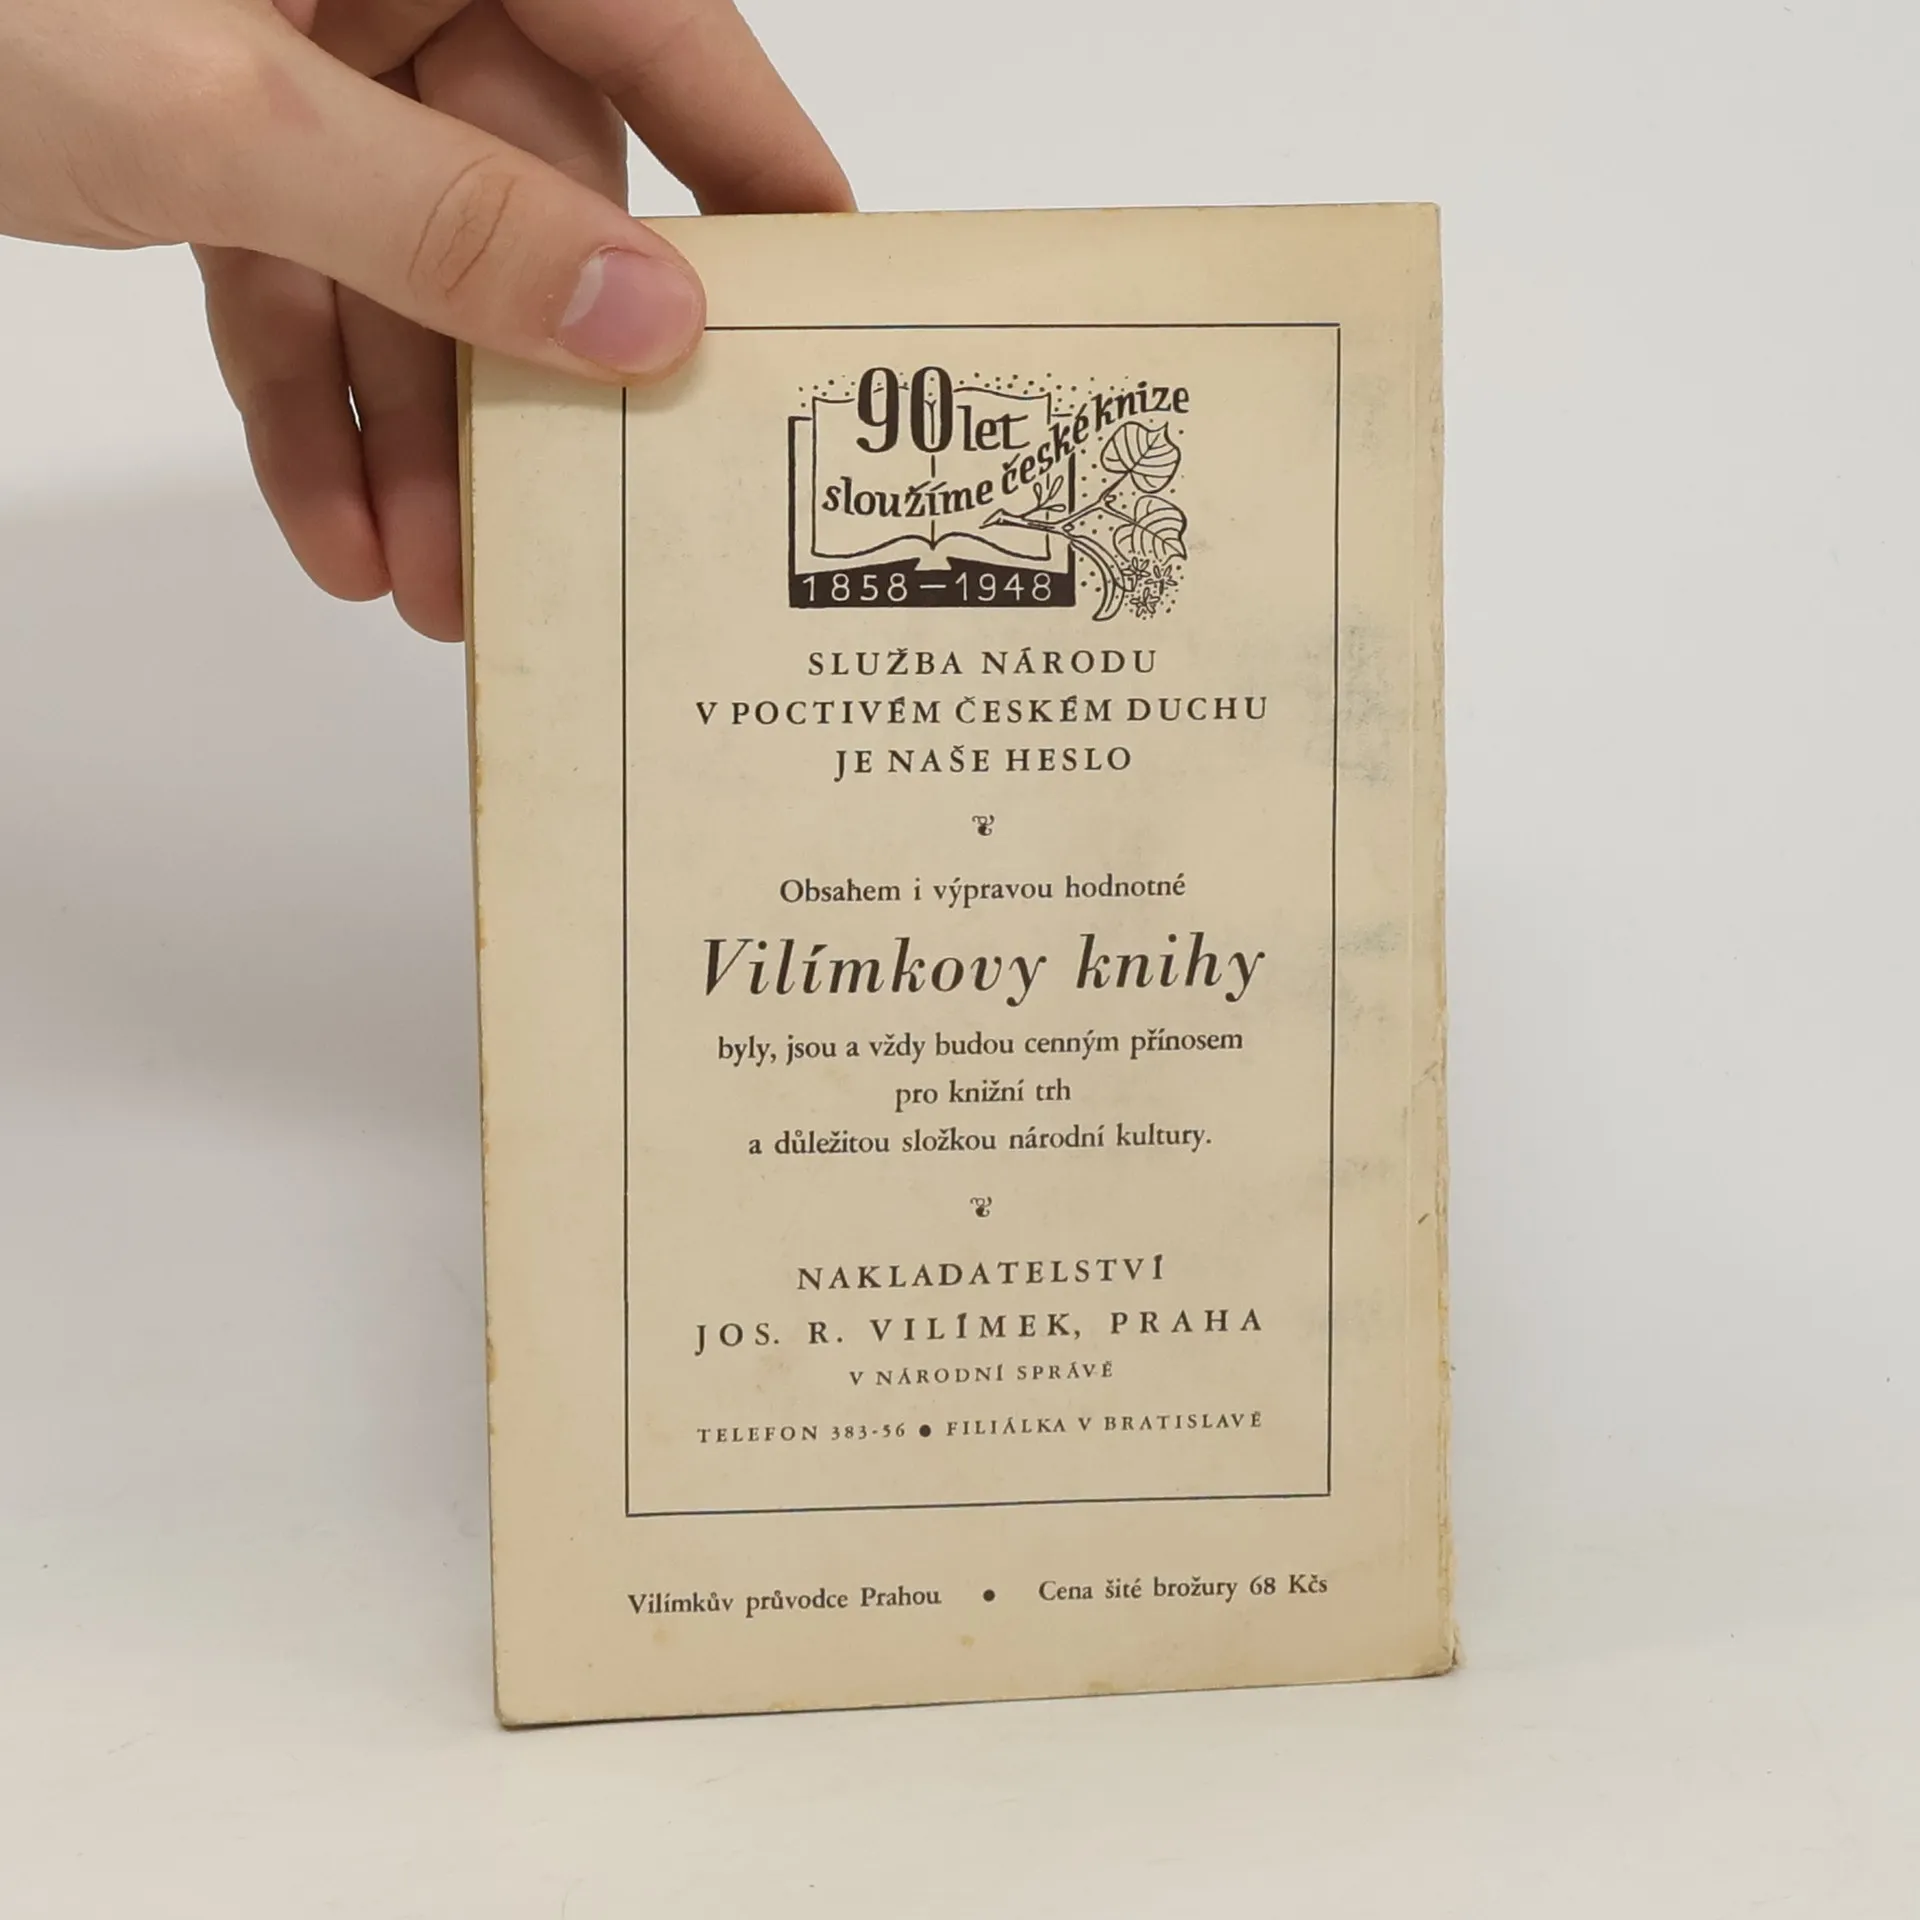 90 let
sloužíme české knize
1858–1948
SLUŽBA NÁRODU
V POCTIVÉM ČESKÉM DUCHU
JE NAŠE HESLO
Obsahem i výpravou hodnotné
Vilímkovy knihy
byly, jsou a vždy budou cenným přínosem
pro knižní trh
a důležitou složkou národní kultury.
NAKLADATELSTVÍ
JOS. R. VILÍMEK, PRAHA
V NÁRODNÍ SPRÁVĚ
TELEFON 383-56 ● FILIÁLKA V BRATISLAVĚ
Vilímkův průvodce Prahou ● Cena šité brožury 68 Kčs